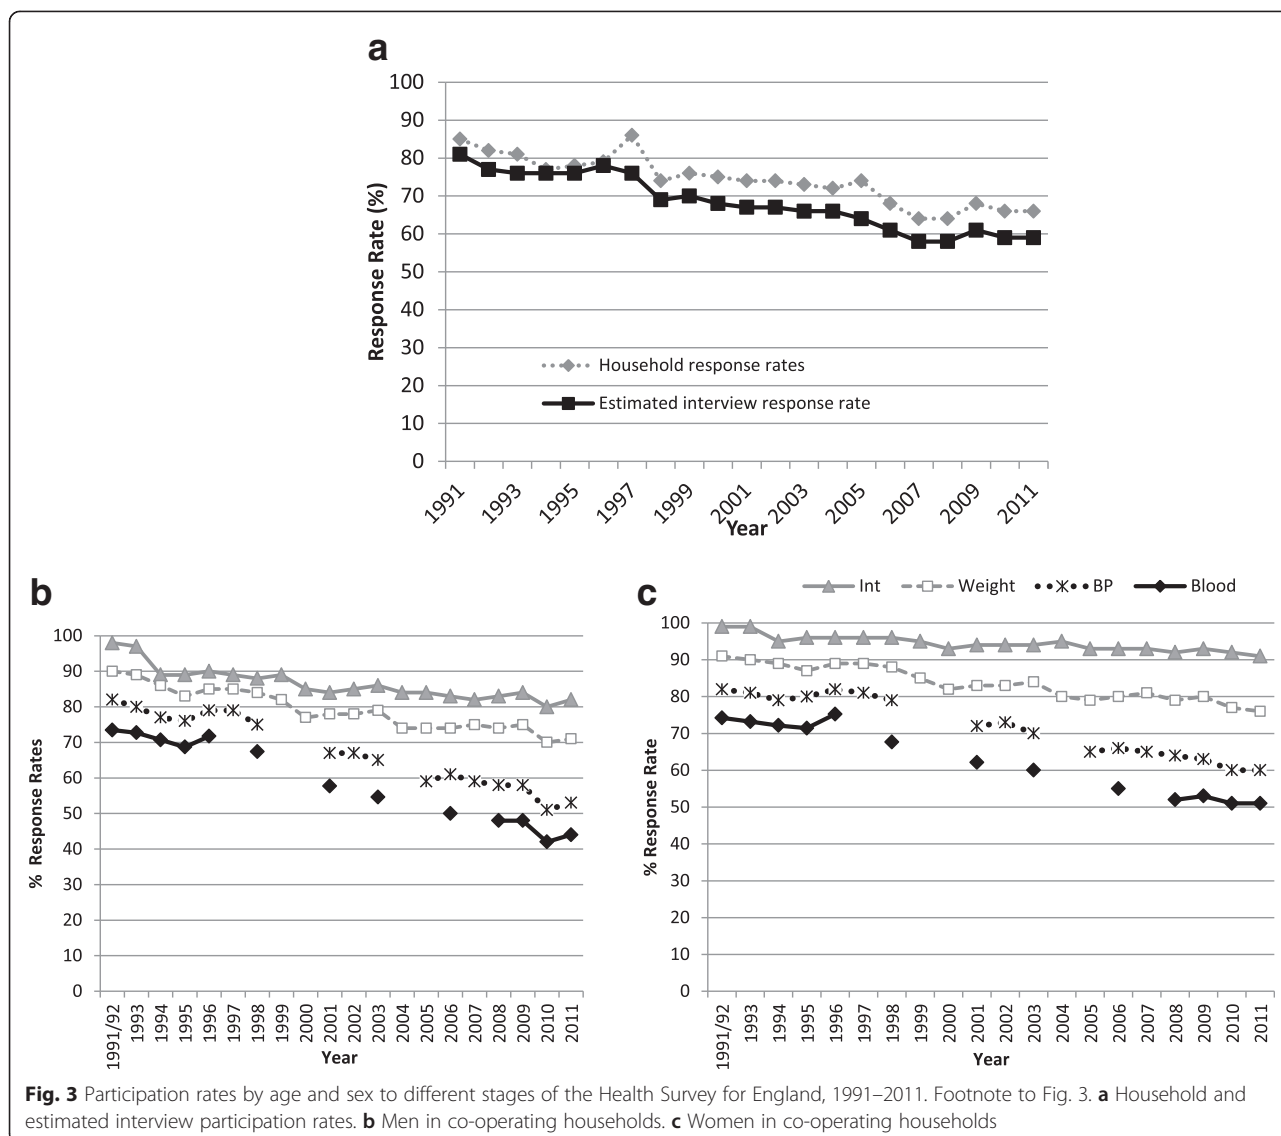 a
100
90
80
70
60
50
40
30
20
10
0
Response Rate (%)
Household response rates
Estimated interview response rate
1991 1993 1995 1997 1999 2001 2003 2005 2007 2009 2011
Year
b
100
90
80
70
60
50
40
30
20
10
0
% Response Rates
1991/92 1993 1994 1995 1996 1997 1998 1999 2000 2001 2002 2003 2004 2005 2006 2007 2008 2009 2010 2011
Year
c
Int Weight BP Blood
100
90
80
70
60
50
40
30
20
10
0
% Response Rate
1991/92 1993 1994 1995 1996 1997 1998 1999 2000 2001 2002 2003 2004 2005 2006 2007 2008 2009 2010 2011
Year
Fig. 3 Participation rates by age and sex to different stages of the Health Survey for England, 1991–2011. Footnote to Fig. 3. a Household and
estimated interview participation rates. b Men in co-operating households. c Women in co-operating households